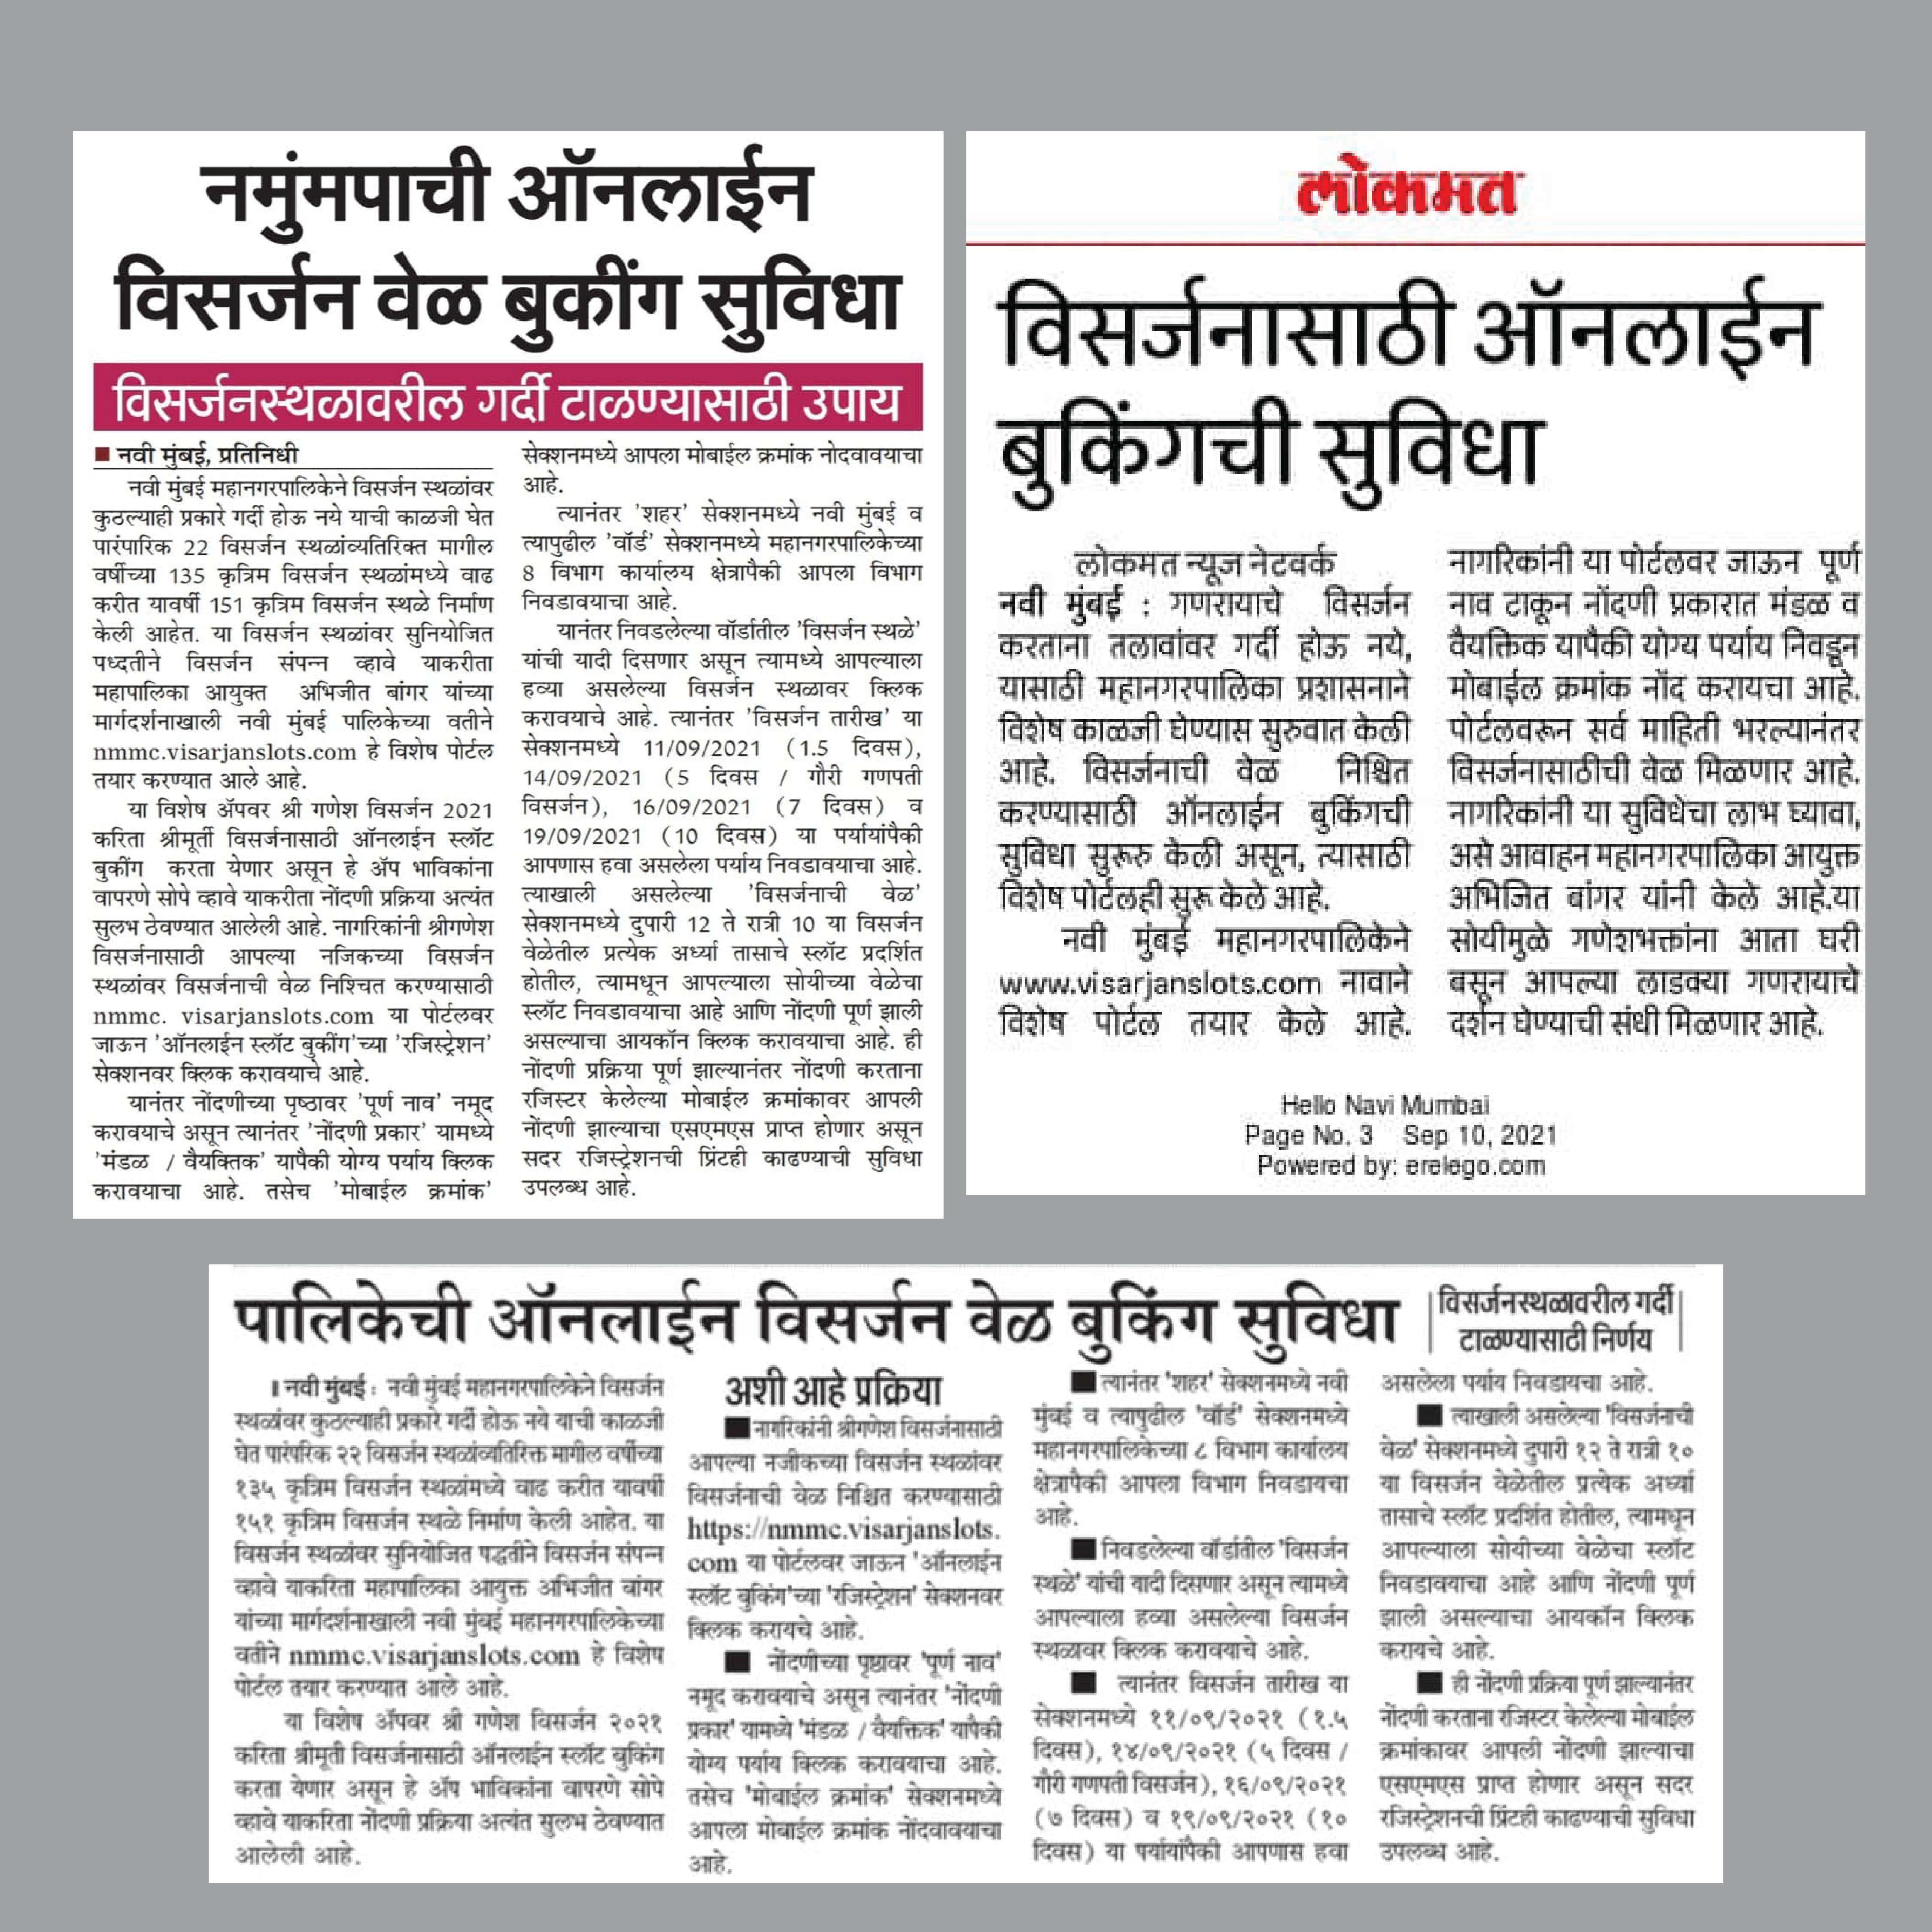 नमुंमपाची ऑनलाईन
विसर्जन वेळ बुकींग सुविधा
विसर्जनस्थळावरील गर्दी टाळण्यासाठी उपाय
■ नवी मुंबई, प्रतिनिधी
नवी मुंबई महानगरपालिकेने विसर्जन स्थळांवर
कुठल्याही प्रकारे गर्दी होऊ नये याची काळजी घेत
पारंपारिक 22 विसर्जन स्थळांव्यतिरिक्त मागील
वर्षीच्या 135 कृत्रिम विसर्जन स्थळांमध्ये वाढ
करीत यावर्षी 151 कृत्रिम विसर्जन स्थळे निर्माण
केली आहेत. या विसर्जन स्थळांवर सुनियोजित
पध्दतीने विसर्जन संपन्न व्हावे याकरीता
महापालिका आयुक्त अभिजीत बांगर यांच्या
मार्गदर्शनाखाली नवी मुंबई पालिकेच्या वतीने
nmmc.visarjanslots.com हे विशेष पोर्टल
तयार करण्यात आले आहे.
या विशेष ॲपवर श्री गणेश विसर्जन 2021
करिता श्रीमूर्ती विसर्जनासाठी ऑनलाईन स्लॉट
बुकींग करता येणार असून हे ॲप भाविकांना
वापरणे सोपे व्हावे याकरीता नोंदणी प्रक्रिया अत्यंत
सुलभ ठेवण्यात आलेली आहे. नागरिकांनी श्रीगणेश
विसर्जनासाठी आपल्या नजिकच्या विसर्जन
स्थळांवर विसर्जनाची वेळ निश्चित करण्यासाठी
nmmc. visarjanslots.com या पोर्टलवर
जाऊन 'ऑनलाईन स्लॉट बुकींग'च्या 'रजिस्ट्रेशन'
सेक्शनवर क्लिक करावयाचे आहे.
यानंतर नोंदणीच्या पृष्ठावर 'पूर्ण नाव' नमूद
करावयाचे असून त्यानंतर 'नोंदणी प्रकार' यामध्ये
'मंडळ / वैयक्तिक' यापैकी योग्य पर्याय क्लिक
करावयाचा आहे. तसेच 'मोबाईल क्रमांक'
सेक्शनमध्ये आपला मोबाईल क्रमांक नोदवावयाचा
आहे.
त्यानंतर 'शहर' सेक्शनमध्ये नवी मुंबई व
त्यापुढील 'वॉर्ड' सेक्शनमध्ये महानगरपालिकेच्या
8 विभाग कार्यालय क्षेत्रापैकी आपला विभाग
निवडावयाचा आहे.
यानंतर निवडलेल्या वॉर्डातील 'विसर्जन स्थळे'
यांची यादी दिसणार असून त्यामध्ये आपल्याला
हव्या असलेल्या विसर्जन स्थळावर क्लिक
करावयाचे आहे. त्यानंतर 'विसर्जन तारीख' या
सेक्शनमध्ये 11/09/2021 (1.5 दिवस),
14/09/2021 (5 दिवस / गौरी गणपती
विसर्जन), 16/09/2021 (7 दिवस) व
19/09/2021 (10 दिवस) या पर्यायांपैकी
आपणास हवा असलेला पर्याय निवडावयाचा आहे.
त्याखाली असलेल्या 'विसर्जनाची वेळ'
सेक्शनमध्ये दुपारी 12 ते रात्री 10 या विसर्जन
वेळेतील प्रत्येक अर्ध्या तासाचे स्लॉट प्रदर्शित
होतील, त्यामधून आपल्याला सोयीच्या वेळेचा
स्लॉट निवडावयाचा आहे आणि नोंदणी पूर्ण झाली
असल्याचा आयकॉन क्लिक करावयाचा आहे. ही
नोंदणी प्रक्रिया पूर्ण झाल्यानंतर नोंदणी करताना
रजिस्टर केलेल्या मोबाईल क्रमांकावर आपली
नोंदणी झाल्याचा एसएमएस प्राप्त होणार असून
सदर रजिस्ट्रेशनची प्रिंटही काढण्याची सुविधा
उपलब्ध आहे.
लोकमत
विसर्जनासाठी ऑनलाईन
बुकिंगची सुविधा
लोकमत न्यूज नेटवर्क
नवी मुंबई : गणरायाचे विसर्जन
करताना तलावांवर गर्दी होऊ नये,
यासाठी महानगरपालिका प्रशासनाने
विशेष काळजी घेण्यास सुरुवात केली
आहे. विसर्जनाची वेळ निश्चित
करण्यासाठी ऑनलाईन बुकिंगची
सुविधा सुरूरु केली असून, त्यासाठी
विशेष पोर्टलही सुरू केले आहे.
नवी मुंबई महानगरपालिकेने
www.visarjanslots.com नावाने
विशेष पोर्टल तयार केले आहे.
नागरिकांनी या पोर्टलवर जाऊन पूर्ण
नाव टाकून नोंदणी प्रकारात मंडळ व
वैयक्तिक यापैकी योग्य पर्याय निवडून
मोबाईल क्रमांक नोंद करायचा आहे.
पोर्टलवरून सर्व माहिती भरल्यानंतर
विसर्जनासाठीची वेळ मिळणार आहे.
नागरिकांनी या सुविधेचा लाभ घ्यावा,
असे आवाहन महानगरपालिका आयुक्त
अभिजित बांगर यांनी केले आहे.या
सोयीमुळे गणेशभक्तांना आता घरी
बसून आपल्या लाडक्या गणरायाचे
दर्शन घेण्याची संधी मिळणार आहे.
Hello Navi Mumbai
Page No. 3 Sep 10, 2021
Powered by: erelego.com
पालिकेची ऑनलाईन विसर्जन वेळ बुकिंग सुविधा
विसर्जनस्थळावरील गर्दी
टाळण्यासाठी निर्णय
नवी मुंबई : नवी मुंबई महानगरपालिकेने विसर्जन
स्थळांवर कुठल्याही प्रकारे गर्दी होऊ नये याची काळजी
घेत पारंपरिक २२ विसर्जन स्थळांव्यतिरिक्त मागील वर्षीच्या
१३५ कृत्रिम विसर्जन स्थळांमध्ये वाढ करीत यावर्षी
१५१ कृत्रिम विसर्जन स्थळे निर्माण केली आहेत. या
विसर्जन स्थळांवर सुनियोजित पद्धतीने विसर्जन संपन्न
व्हावे याकरिता महापालिका आयुक्त अभिजीत बांगर
यांच्या मार्गदर्शनाखाली नवी मुंबई महानगरपालिकेच्या
वतीने nmmc.visarjanslots.com हे विशेष
पोर्टल तयार करण्यात आले आहे.
या विशेष ॲपवर श्री गणेश विसर्जन २०२१
करिता श्रीमूर्ती विसर्जनासाठी ऑनलाईन स्लॉट बुकिंग
करता येणार असून हे ॲप भाविकांना वापरणे सोपे
व्हावे याकरिता नोंदणी प्रक्रिया अत्यंत सुलभ ठेवण्यात
आलेली आहे.
अशी आहे प्रक्रिया
■ नागरिकांनी श्रीगणेश विसर्जनासाठी
आपल्या नजीकच्या विसर्जन स्थळांवर
विसर्जनाची वेळ निश्चित करण्यासाठी
https://nmmc.visarjanslots.
com या पोर्टलवर जाऊन 'ऑनलाईन
स्लॉट बुकिंग'च्या 'रजिस्ट्रेशन' सेक्शनवर
क्लिक करायचे आहे.
■ नोंदणीच्या पृष्ठावर 'पूर्ण नाव'
नमूद करावयाचे असून त्यानंतर 'नोंदणी
प्रकार' यामध्ये 'मंडळ / वैयक्तिक' यापैकी
योग्य पर्याय क्लिक करावयाचा आहे.
तसेच 'मोबाईल क्रमांक' सेक्शनमध्ये
आपला मोबाईल क्रमांक नोंदवावयाचा
आहे.
■ त्यानंतर 'शहर' सेक्शनमध्ये नवी
मुंबई व त्यापुढील 'वॉर्ड' सेक्शनमध्ये
महानगरपालिकेच्या ८ विभाग कार्यालय
क्षेत्रापैकी आपला विभाग निवडायचा
आहे.
■ निवडलेल्या वॉर्डातील 'विसर्जन
स्थळे' यांची यादी दिसणार असून त्यामध्ये
आपल्याला हव्या असलेल्या विसर्जन
स्थळावर क्लिक करावयाचे आहे.
■ त्यानंतर विसर्जन तारीख या
सेक्शनमध्ये ११/०९/२०२१ (१.५
दिवस), १४/०९/२०२१ (५ दिवस /
गौरी गणपती विसर्जन), १६/०९/२०२१
(७ दिवस) व १९/०९/२०२१ (१०
दिवस) या पर्यायांपैकी आपणास हवा
असलेला पर्याय निवडायचा आहे.
■ त्याखाली असलेल्या 'विसर्जनाची
वेळ' सेक्शनमध्ये दुपारी १२ ते रात्री १०
या विसर्जन वेळेतील प्रत्येक अर्ध्या
तासाचे स्लॉट प्रदर्शित होतील, त्यामधून
आपल्याला सोयीच्या वेळेचा स्लॉट
निवडावयाचा आहे आणि नोंदणी पूर्ण
झाली असल्याचा आयकॉन क्लिक
करायचे आहे.
■ ही नोंदणी प्रक्रिया पूर्ण झाल्यानंतर
नोंदणी करताना रजिस्टर केलेल्या मोबाईल
क्रमांकावर आपली नोंदणी झाल्याचा
एसएमएस प्राप्त होणार असून सदर
रजिस्ट्रेशनची प्रिंटही काढण्याची सुविधा
उपलब्ध आहे.